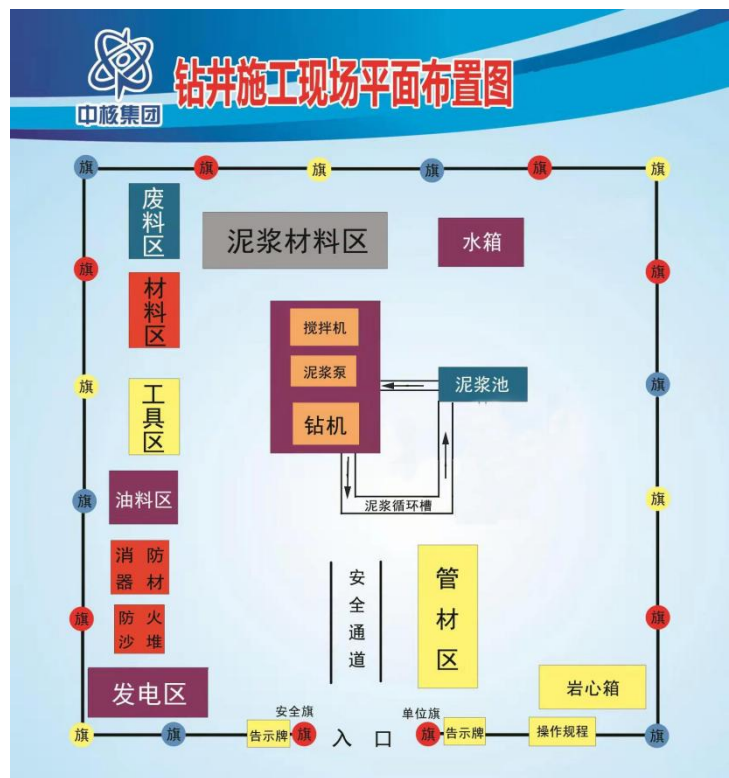 中核集团
钻井施工现场平面布置图
旗 旗 旗 旗 旗 旗
废料区
泥浆材料区
水箱
旗
旗
材料区
搅拌机
泥浆泵
泥浆池
旗
旗
工具区
钻机
油料区
旗
旗
泥浆循环槽
消防
器材
安全通道
管材区
防火
沙堆
旗
旗
发电区
岩心箱
安全旗
单位旗
旗 旗 告示牌 旗 入口 旗 告示牌 操作规程 旗